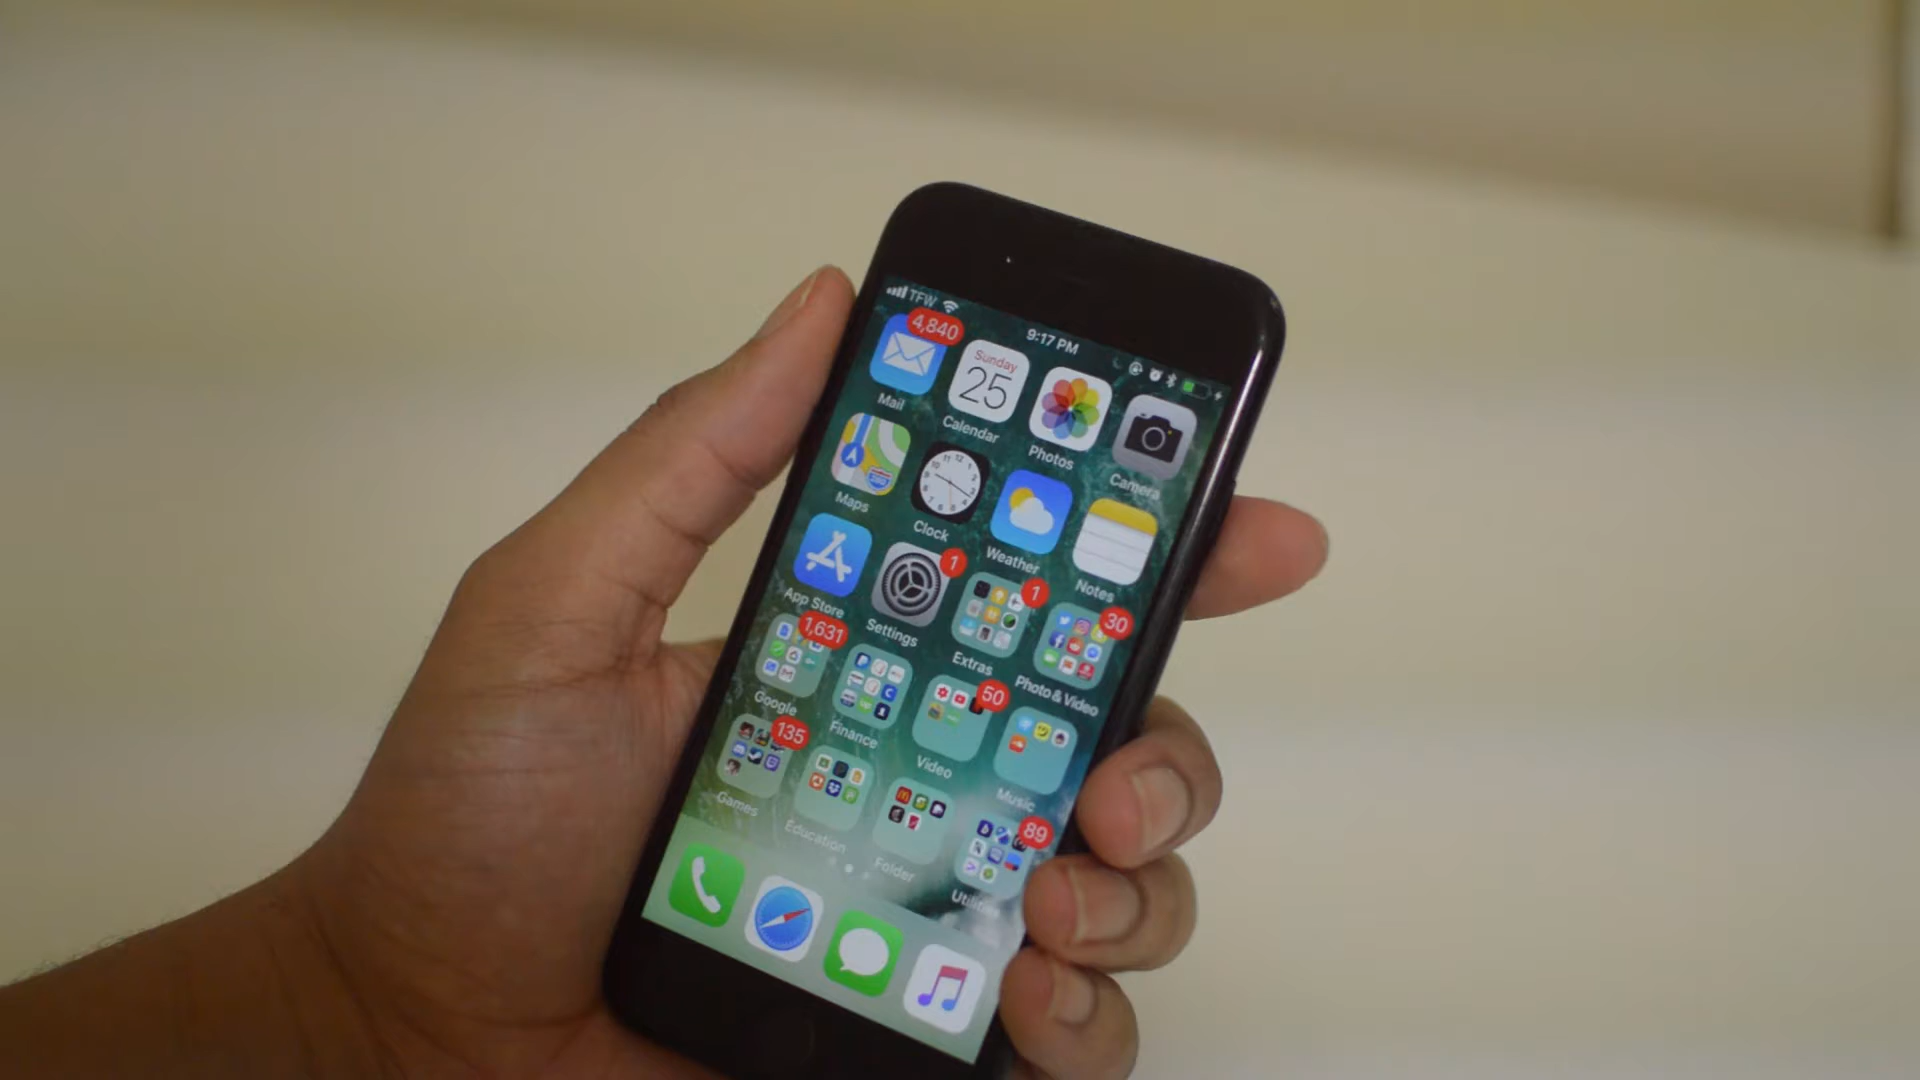 TFW 9:17 PM
4,840
Sunday
25
Mail Calendar Photos Camera
Maps Clock Weather Notes
1 1 30
App Store Settings Extras Photo & Video
1,631 50
Google Finance Video Music
135 89
Games Education Folder Utilities